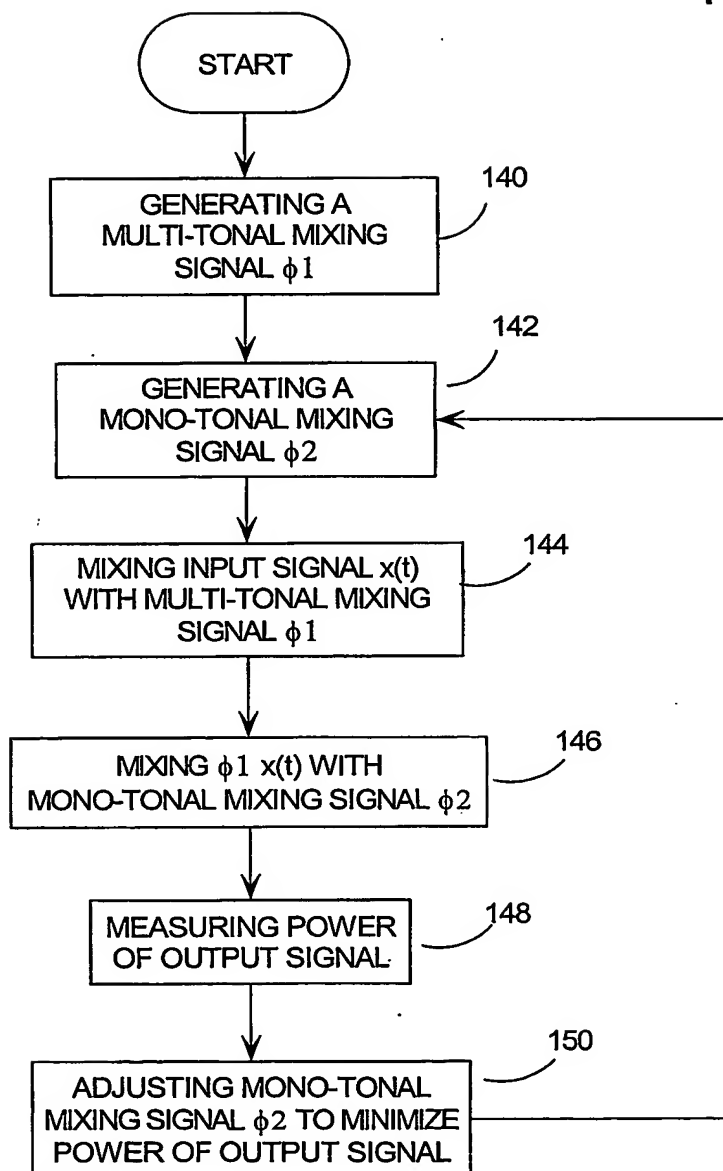 START
140
GENERATING A
MULTI-TONAL MIXING
SIGNAL ϕ1
142
GENERATING A
MONO-TONAL MIXING
SIGNAL ϕ2
144
MIXING INPUT SIGNAL x(t)
WITH MULTI-TONAL MIXING
SIGNAL ϕ1
146
MIXING ϕ1 x(t) WITH
MONO-TONAL MIXING SIGNAL ϕ2
148
MEASURING POWER
OF OUTPUT SIGNAL
150
ADJUSTING MONO-TONAL
MIXING SIGNAL ϕ2 TO MINIMIZE
POWER OF OUTPUT SIGNAL